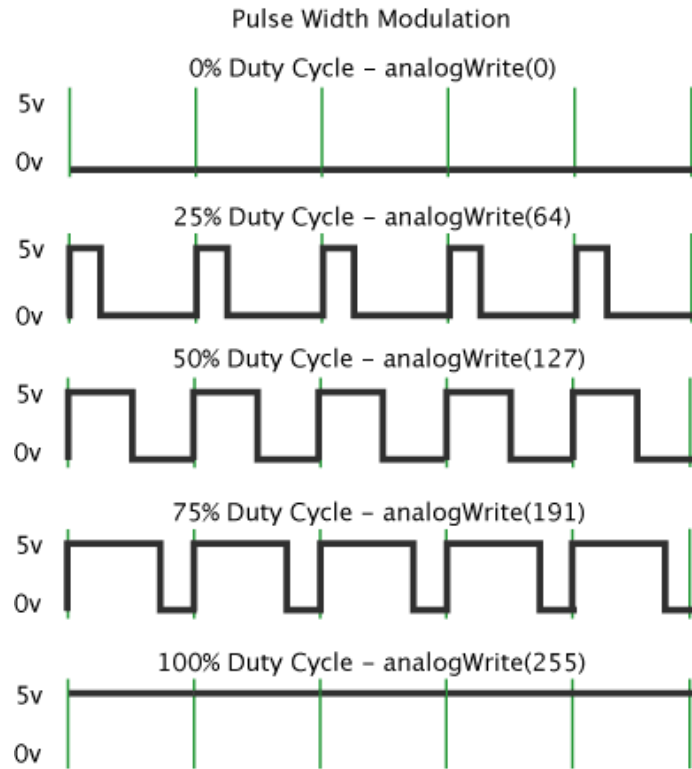 Pulse Width Modulation
0% Duty Cycle – analogWrite(0)
5v
0v
25% Duty Cycle – analogWrite(64)
5v
0v
50% Duty Cycle – analogWrite(127)
5v
0v
75% Duty Cycle – analogWrite(191)
5v
0v
100% Duty Cycle – analogWrite(255)
5v
0v